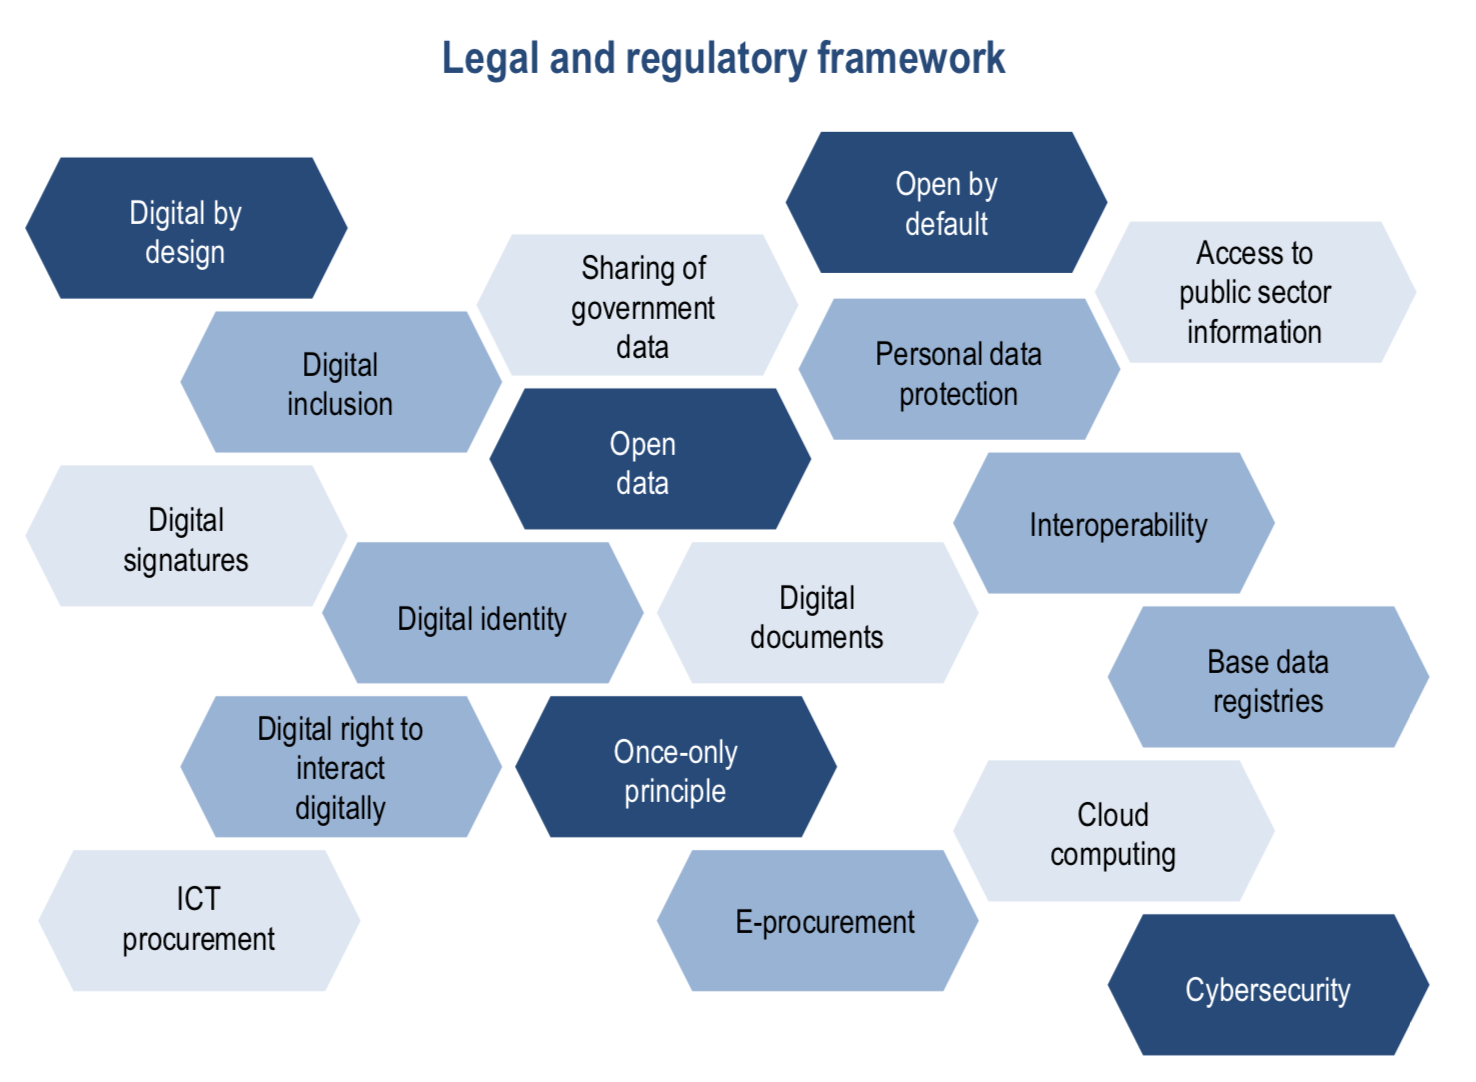 Legal and regulatory framework
Digital by
design
Open by
default
Sharing of
government
data
Access to
public sector
information
Digital
inclusion
Personal data
protection
Open
data
Digital
signatures
Interoperability
Digital identity
Digital
documents
Base data
registries
Digital right to
interact
digitally
Once-only
principle
Cloud
computing
ICT
procurement
E-procurement
Cybersecurity